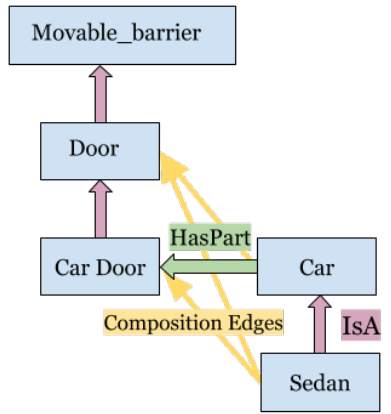 Movable_barrier
Door
HasPart
Car Door
Car
Composition Edges
IsA
Sedan